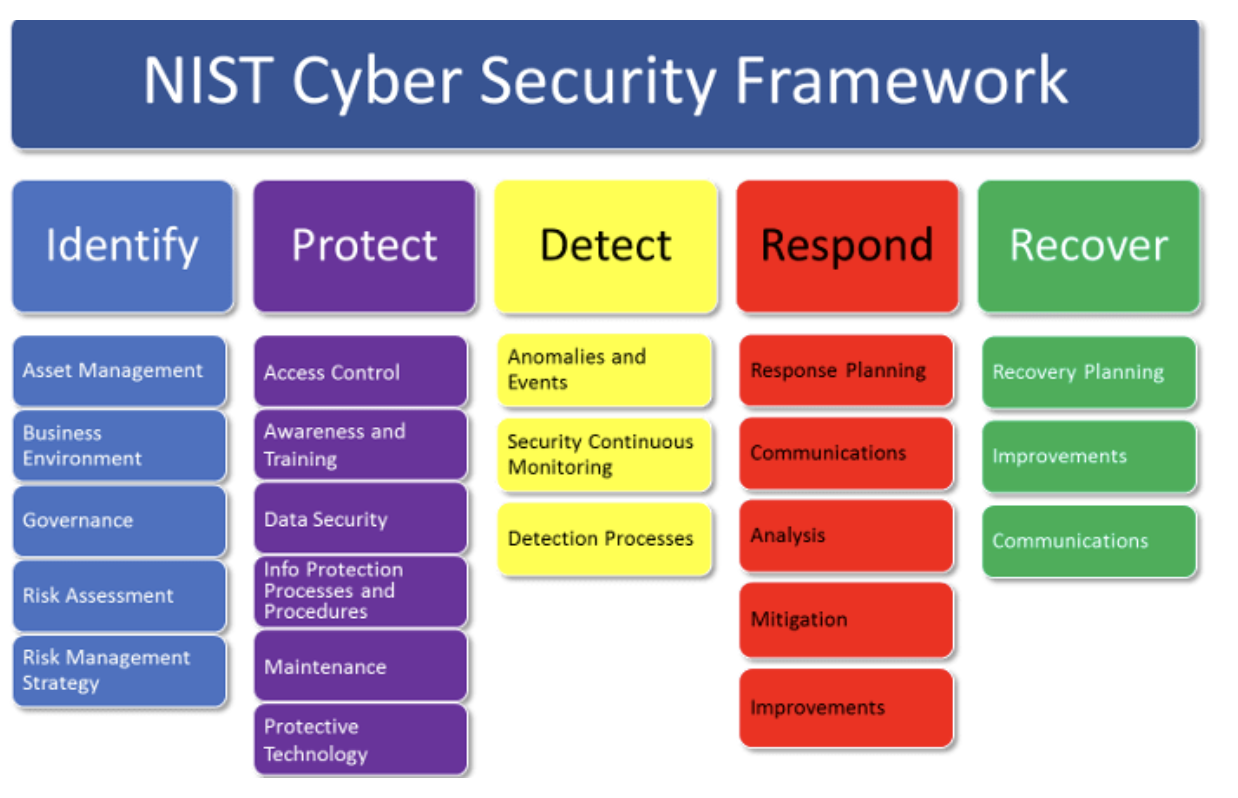 NIST Cyber Security Framework
Identify
Protect
Detect
Respond
Recover
Asset Management
Business
Environment
Governance
Risk Assessment
Risk Management
Strategy
Access Control
Awareness and
Training
Data Security
Info Protection
Processes and
Procedures
Maintenance
Protective
Technology
Anomalies and
Events
Security Continuous
Monitoring
Detection Processes
Response Planning
Communications
Analysis
Mitigation
Improvements
Recovery Planning
Improvements
Communications